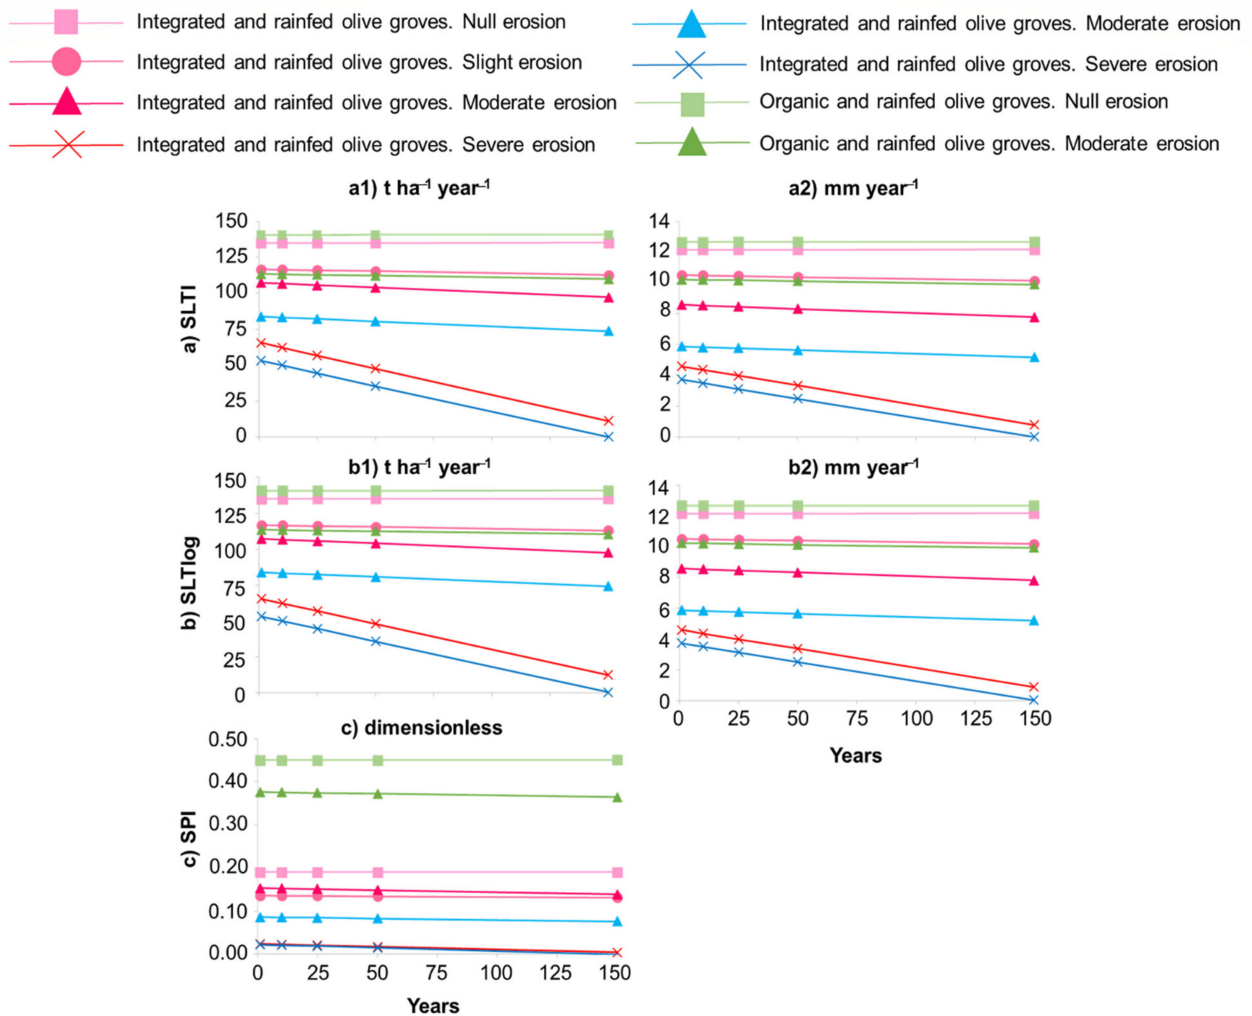 Integrated and rainfed olive groves. Null erosion
Integrated and rainfed olive groves. Slight erosion
Integrated and rainfed olive groves. Moderate erosion
Integrated and rainfed olive groves. Severe erosion
Integrated and rainfed olive groves. Moderate erosion
Integrated and rainfed olive groves. Severe erosion
Organic and rainfed olive groves. Null erosion
Organic and rainfed olive groves. Moderate erosion
a1) t ha⁻¹ year⁻¹
a) SLTI
150
125
100
75
50
25
0
a2) mm year⁻¹
14
12
10
8
6
4
2
0
b1) t ha⁻¹ year⁻¹
b) SLTIlog
150
125
100
75
50
25
0
b2) mm year⁻¹
14
12
10
8
6
4
2
0
0 25 50 75 100 125 150
Years
c) dimensionless
c) SPI
0.50
0.40
0.30
0.20
0.10
0.00
0 25 50 75 100 125 150
Years